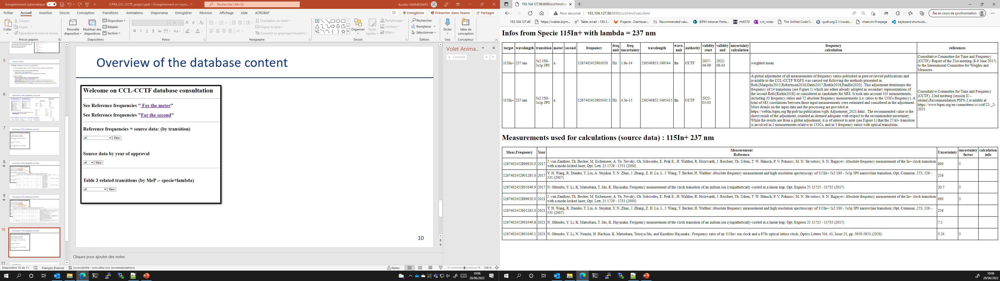 Enregistrement automatique
CIPM_CCL-CCTF_project.pptx • Enregistrement en cours...
Rechercher (Alt+Q)
Aurélie HARMEGNIES
Fichier Accueil Insertion Dessin Conception Transitions Animations Diaporama Enregistrer Révision Affichage Aide ACROBAT
Enregistrer Présenter dans Teams Partager
Coller
Couper
Copier
Reproduire la mise en forme
Presse-papiers
Nouvelle diapositive
Réutiliser des diapositives
Disposition
Rétablir
Section
Diapositives
18
G I S S ab AV Aa
Police
Orientation du texte
Aligner le texte
Convertir en graphique SmartArt
Paragraphe
Organiser
Styles rapides
Remplissage
Contour
Effets
Dessin
Rechercher
Remplacer
Sélectionner
Édition
Dicter
Voix
Idées de conception
Concepteur
5
Current status
6
Overview of the database structure
7
Overview of the database content
8
Overview of the database content
9
Overview of the database content
10
Overview of the database content
11
Overview of the database content
Welcome on CCL-CCTF database consultation
See Reference frequencies " For the meter"
See Reference frequencies "For the second"
Reference frequencies + source data: (by transition)
all View
Source data by year of approval
all View
Table 3 related transitions (by MeP -- specie+lambda)
all View
10
Volet Anima...
Lire tout
Cliquez pour ajouter des notes
Diapositive 10 de 11 Français (France) Accessibilité : consultez nos recommandations
Notes 108 %
10:06
20/06/2022
193.104.127.96:8080/ccl/html/ca
Non sécurisé 193.104.127.96:8080/ccl/html/calc.html
Pas en cours de synchronisation
193.104.127.46 https://webtai.bipm... Table: email - 193.1... Projects · Dashboar... Recommended valu... BIPM Intranet Porta... rfc6570 cirt_notes The Unified Code f... qudt.org/2.1/vocab... cheat.sh/:firstpage keyboard-shortcuts...
Infos from Specie 115In+ with lambda = 237 nm
target wavelength transition meter second frequency freq unit freq uncertainty wavelength wave. unit authority validity start validity end uncertainty calculation frequency calculation references
115In+ 237 nm 5s2 1S0-5s5p 3P0 x 1267402452901050 Hz 1.6e-14 236540853.549544 fm CCTF 2017-06-09 2022-06-03 weighted mean
Consultative Committee for Time and Frequency
(CCTF): Report of the 21st meeting (8-9 June 2017)
to the International Committee for Weights and
Measures
115In+ 237 nm 5s2 1S0-5s5p 3P0 x 1267402452901041.3 Hz 4.3e-15 236540853.5495455 fm CCTF 2022-05-03
A global adjustment of all measurements of frequency ratios published in peer-reviewed publications and
available to the CCL-CCTF WGFS was carried out following the methods presented in
Refs{Margolis2015,Robertsson2016,Oates2017,Riehle2018,Panfilo2020}. This adjustment determines the
frequency of 14 transitions (see Figure 1) which are either already adopted as secondary representations of
the second Refs{Riehle2018} or considered as candidates for SRS. It took into account 105 measurements,
including 33 frequency ratios and 72 absolute frequency measurements (i.e. ratios to the 133Cs frequency). A
total of 483 correlations between these input measurements were estimated and considered in the adjustment.
More details on the input data and the processing are provided at
https://webtai.bipm.org/ftp/pub/tai/publication/wgfs/Adjustment_2021.html . The recommended value is the
direct result of the adjustment, rounded as deemed adequate with respect to the recommended uncertainty.
While the results are from a global adjustment, it is of interest to note (see Figure 1) that the 27Al+ transition
is involved in 2 measurements relative to 133Cs, and in 3 frequency ratios with optical transitions.
Consultative Committee for Time and Frequency
(CCTF), 22nd meeting (session II –
online),Recommendation PSFS-2 available at
https://www.bipm.org/en/committees/cc/cctf/22-_2-
2021
Measurements used for calculations (source data) : 115In+ 237 nm
Meas.Frequency Year Measurement Reference Uncertainty uncertainty factor calculation info
1267402452899920.0 2017 J. von Zanthier, Th. Becker, M. Eichenseer, A. Yu. Nevsky, Ch. Schwedes, E. Peik E., H. Walther, R. Holzwarth, J. Reichert, Th. Udem, T. W. Hänsch, P. V. Pokasov, M. N. Skvortsov, S. N. Bagayev: Absolute frequency measurement of the In+ clock transition
with a mode-locked laser; Opt. Lett. 25 1729 - 1731 (2000) 690 3
1267402452901265.0 2017 Y. H. Wang, R. Dumke, T. Liu, A. Stejskal, Y. N. Zhao, J. Zhang, Z. H. Lu, L. J. Wang, T. Becker, H. Walther: Absolute frequency measurement and high resolution spectroscopy of 115In+ 5s2 1S0 - 5s5p 3P0 narrowline transition; Opt. Commun. 273, 526 -
531 (2007) 256
1267402452901049.9 2017 N. Ohtsubo, Y. Li, K. Matsubara, T. Ido, K. Hayasaka: Frequency measurement of the clock transition of an indium ion sympathetically-cooled in a linear trap; Opt. Express 25 11725 - 11735 (2017) 20.7 3
1267402452899920.0 2021 J. von Zanthier, Th. Becker, M. Eichenseer, A. Yu. Nevsky, Ch. Schwedes, E. Peik E., H. Walther, R. Holzwarth, J. Reichert, Th. Udem, T. W. Hänsch, P. V. Pokasov, M. N. Skvortsov, S. N. Bagayev: Absolute frequency measurement of the In+ clock transition
with a mode-locked laser; Opt. Lett. 25 1729 - 1731 (2000) 690 3
1267402452901265.0 2021 Y. H. Wang, R. Dumke, T. Liu, A. Stejskal, Y. N. Zhao, J. Zhang, Z. H. Lu, L. J. Wang, T. Becker, H. Walther: Absolute frequency measurement and high resolution spectroscopy of 115In+ 5s2 1S0 - 5s5p 3P0 narrowline transition; Opt. Commun. 273, 526 -
531 (2007) 256
1267402452901049.8 2021 N. Ohtsubo, Y. Li, K. Matsubara, T. Ido, K. Hayasaka: Frequency measurement of the clock transition of an indium ion sympathetically-cooled in a linear trap; Opt. Express 25 11725 - 11735 (2017) 7.5
1267402452901040.1 2021 N. Ohtsubo, Y. Li, N. Nemitz, H. Hachisu, K. Matsubara, Tetsuya Ido, and Kazuhiro Hayasaka : Frequency ratio of an 115In+ ion clock and a 87Sr optical lattice clock; Optics Letters Vol. 45, Issue 21, pp. 5950-5953 (2020) 3.24 3
10:06
20/06/2022